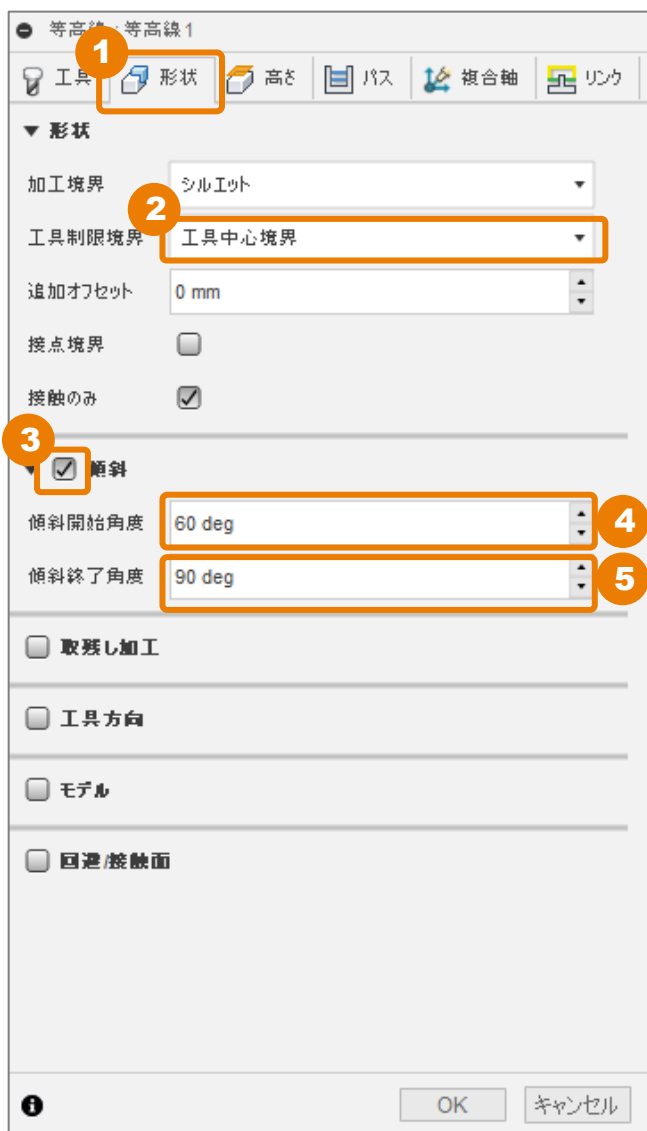 等高線 : 等高線1
1
工具 形状 高さ パス 複合軸 リンク
▼ 形状
加工境界 シルエット
2
工具制限境界 工具中心境界
追加オフセット 0 mm
接点境界
接触のみ
3
傾斜
傾斜開始角度 60 deg 4
傾斜終了角度 90 deg 5
取残し加工
工具方向
モデル
回避/接触面
OK キャンセル